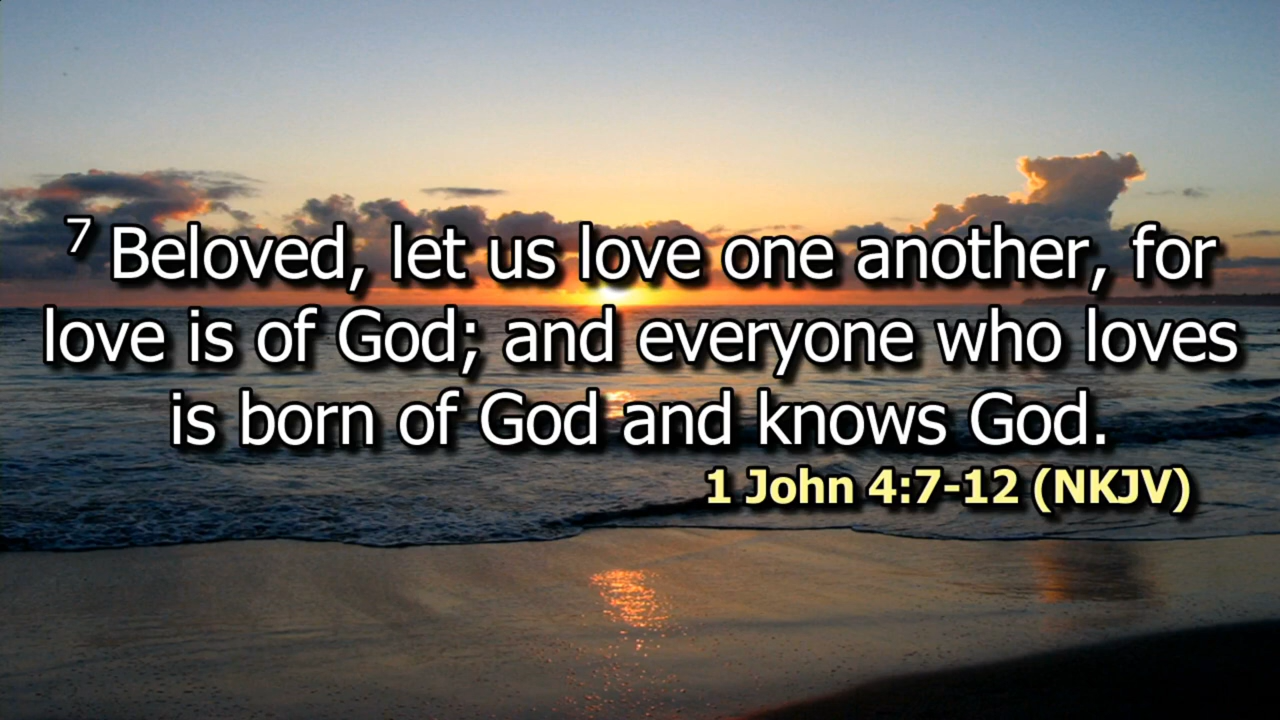 7 Beloved, let us love one another, for
love is of God; and everyone who loves
is born of God and knows God.
1 John 4:7-12 (NKJV)